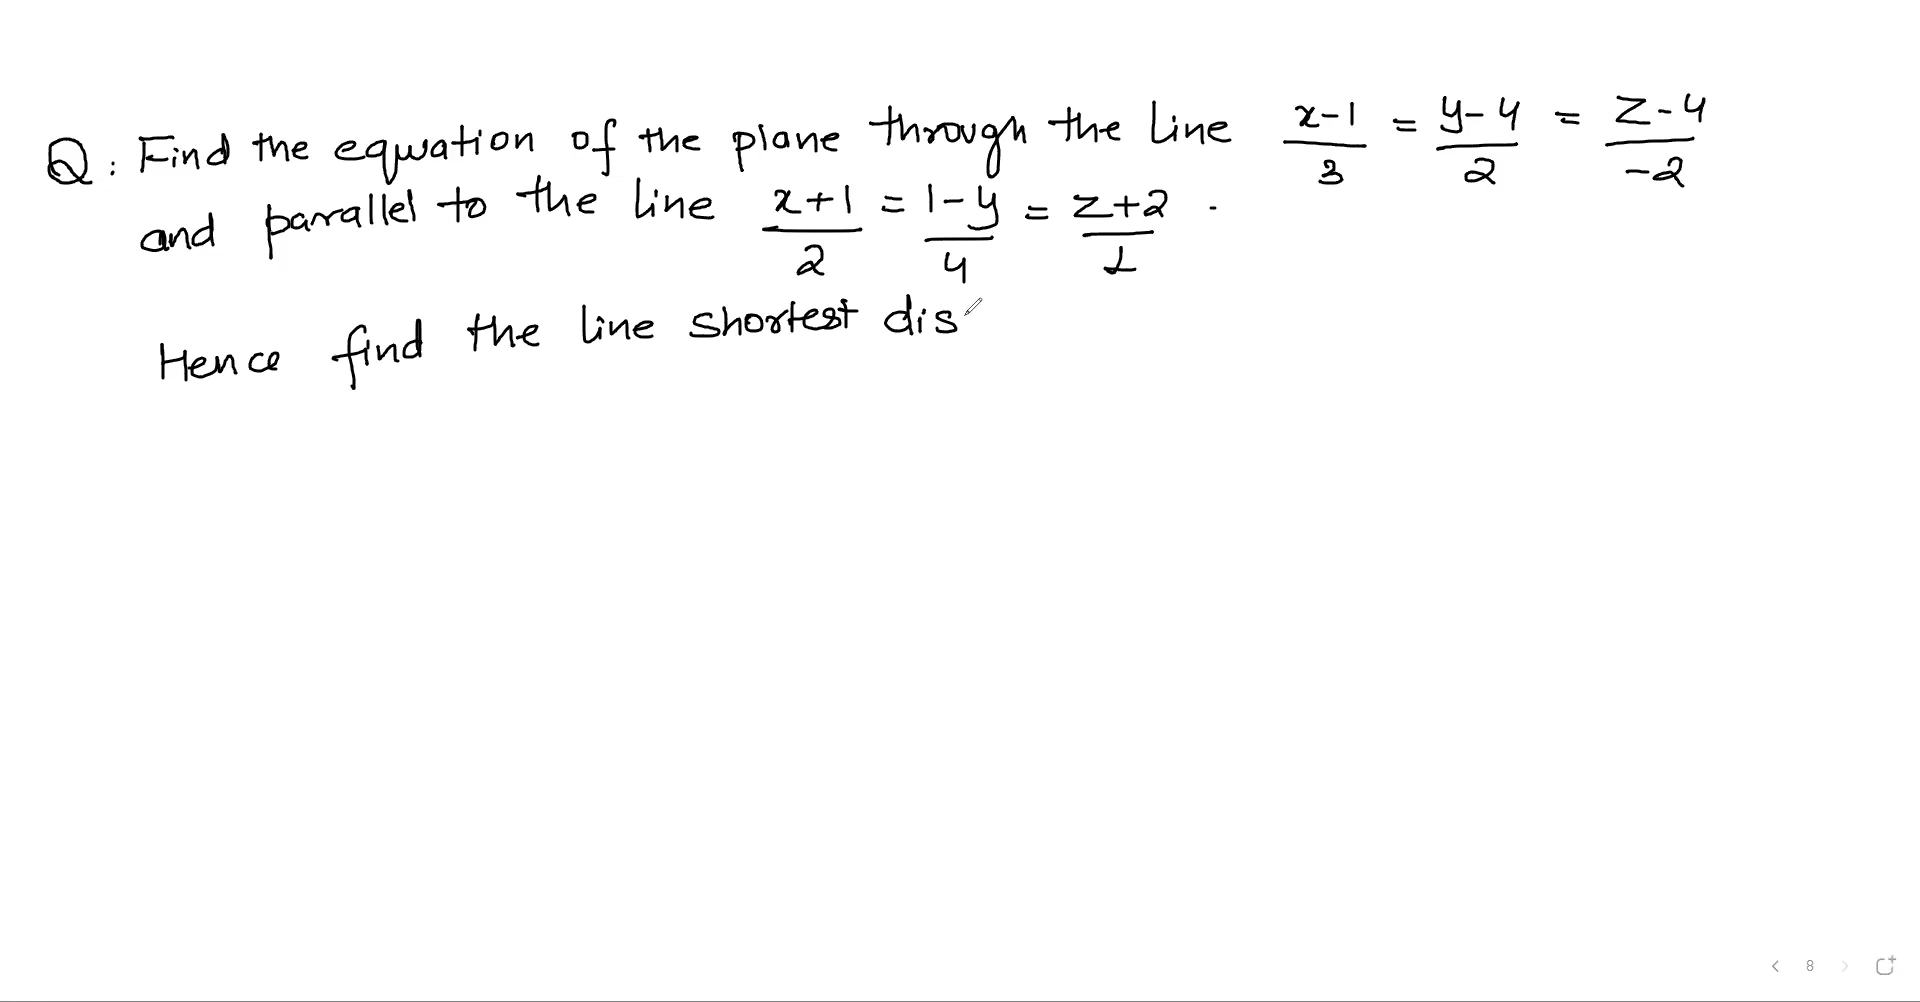 Q: Find the equation of the plane through the line (x-1)/3 = (y-4)/2 = (z-4)/-2
and parallel to the line (x+1)/2 = (1-y)/4 = (z+2)/1 .
Hence find the line shortest dis
8